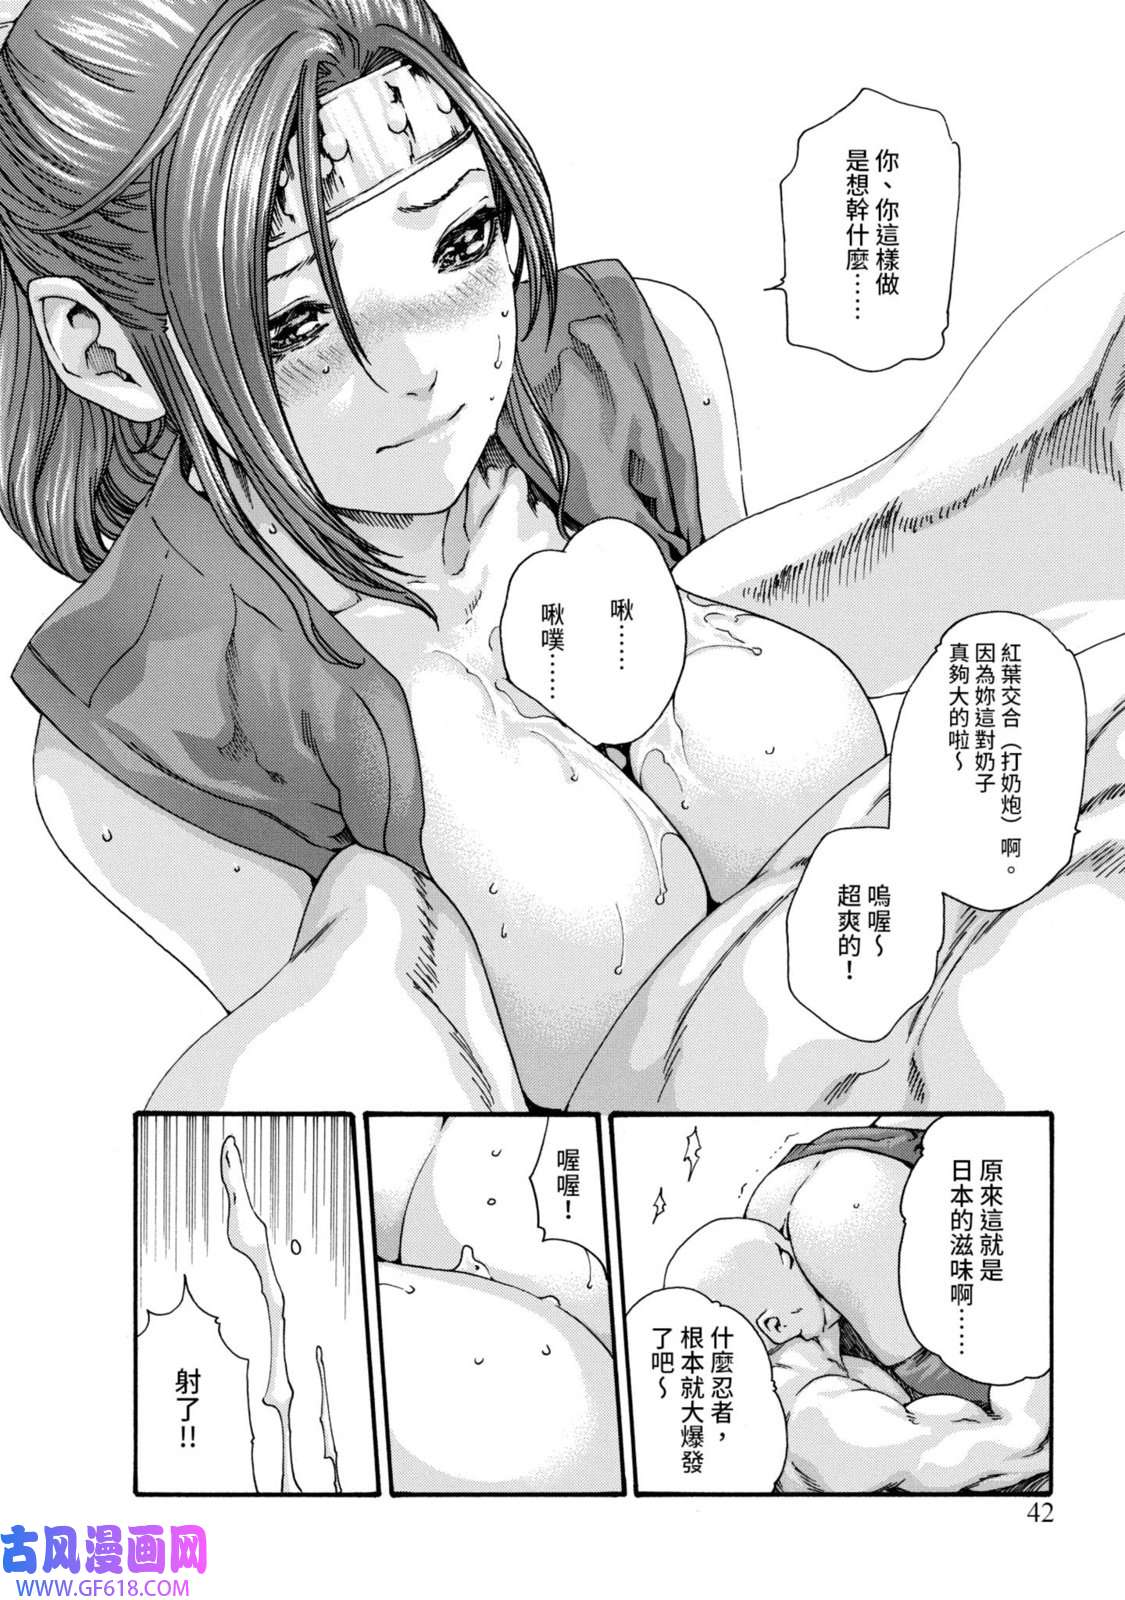 你、你這樣做
是想幹什麼……
啾……
啾噗……
紅葉交合（打奶炮）啊。
因為妳這對奶子
真夠大的啦～
嗚喔～
超爽的！
原來這就是
日本的滋味啊……
什麼忍者，
根本就大爆發
了吧～
喔喔！
射了!!
42
古风漫画网
WWW.GF618.COM